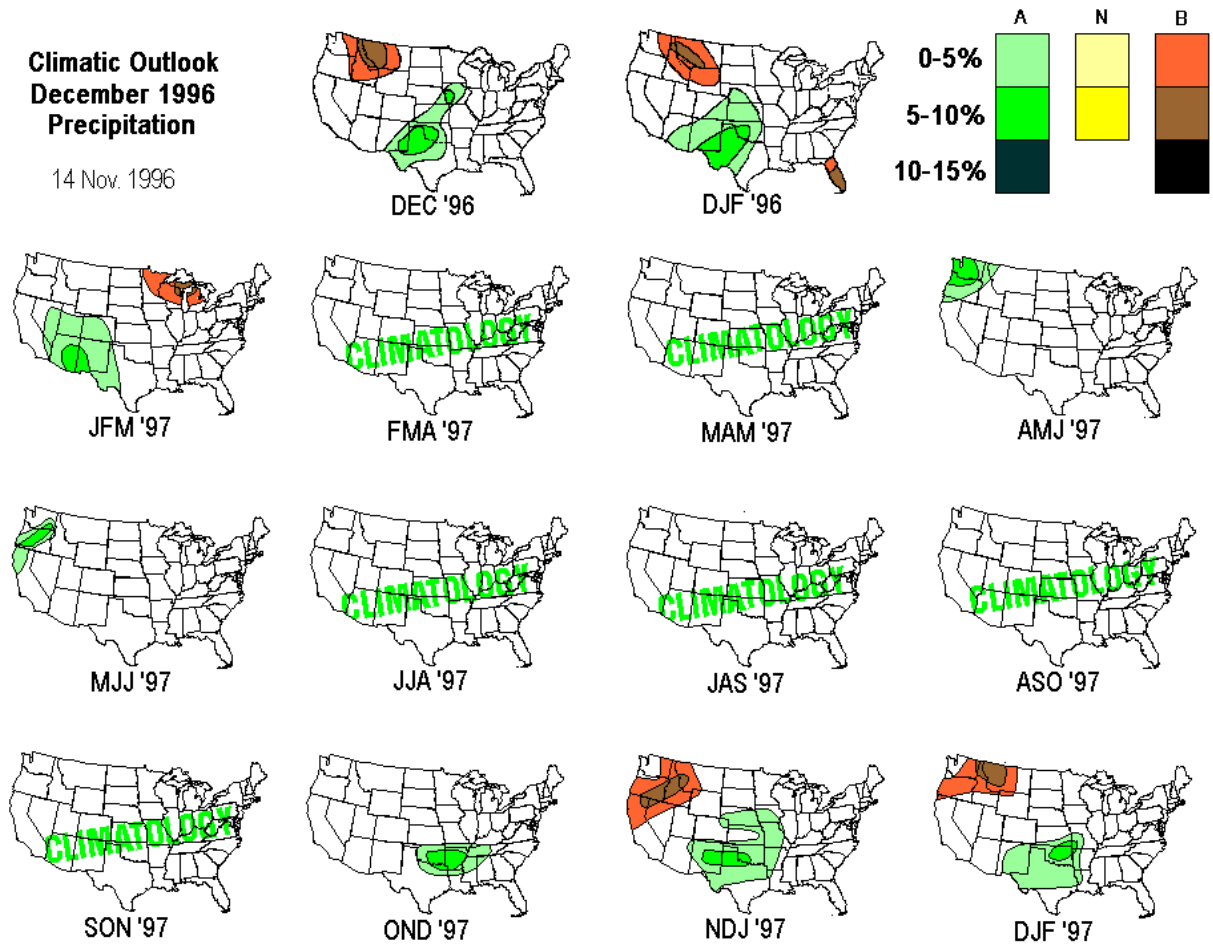 Climatic Outlook
December 1996
Precipitation
14 Nov. 1996
DEC '96
DJF '96
A N B
0-5%
5-10%
10-15%
JFM '97
CLIMATOLOGY
FMA '97
CLIMATOLOGY
MAM '97
AMJ '97
MJJ '97
CLIMATOLOGY
JJA '97
CLIMATOLOGY
JAS '97
CLIMATOLOGY
ASO '97
CLIMATOLOGY
SON '97
OND '97
NDJ '97
DJF '97